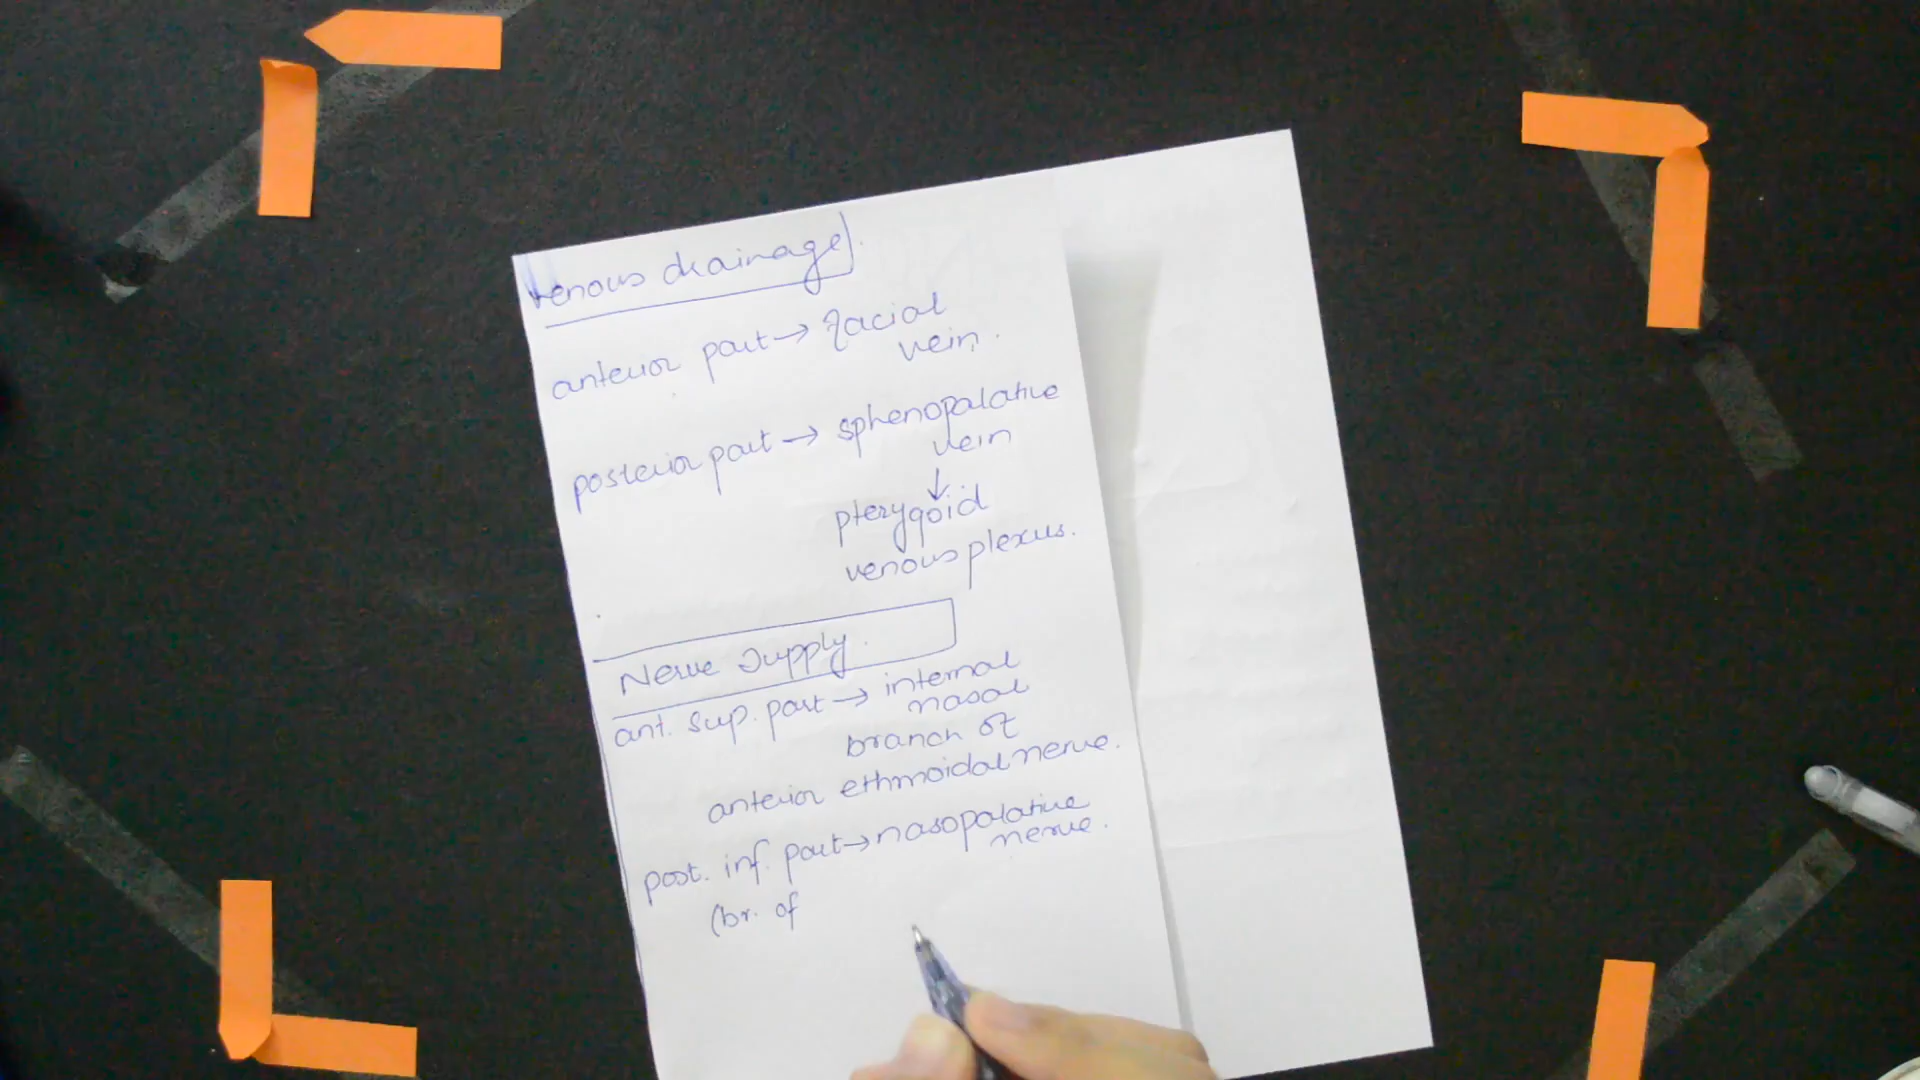 Venous drainage
anterior part → facial
vein.
posterior part → sphenopalatine
vein
↓
pterygoid
venous plexus.
Nerve Supply.
ant. sup. part → internal
nasal
branch of
anterior ethmoidal nerve.
post. inf. part → nasopalatine
nerve.
(br. of